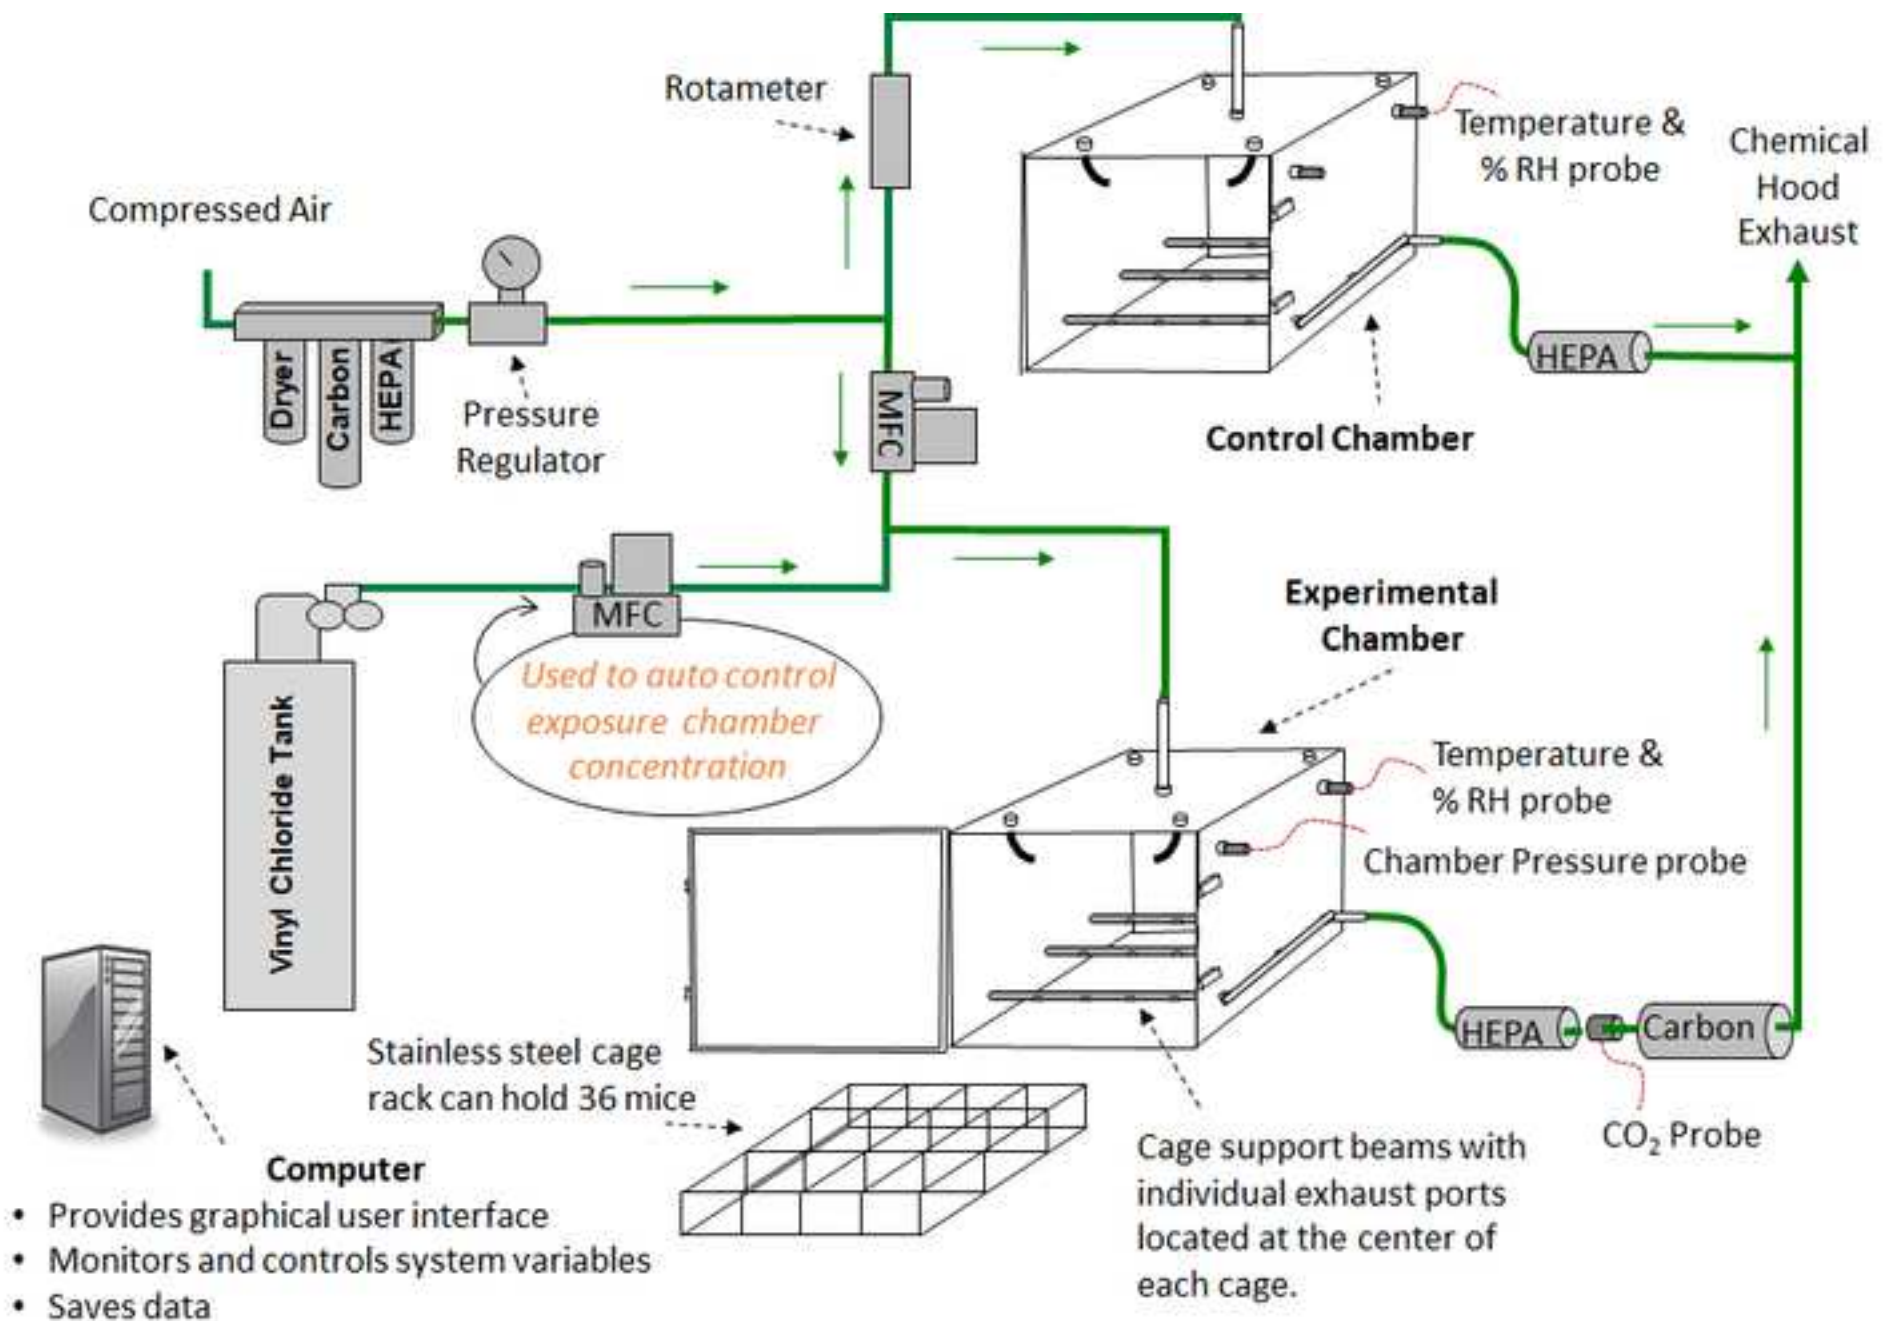 Rotameter
Compressed Air
Temperature &
% RH probe
Chemical
Hood
Exhaust
Dryer
Carbon
HEPA
Pressure
Regulator
MFC
HEPA
Control Chamber
MFC
Used to auto control
exposure chamber
concentration
Vinyl Chloride Tank
Experimental
Chamber
Temperature &
% RH probe
Chamber Pressure probe
HEPA
Carbon
CO₂ Probe
Stainless steel cage
rack can hold 36 mice
Cage support beams with
individual exhaust ports
located at the center of
each cage.
Computer
• Provides graphical user interface
• Monitors and controls system variables
• Saves data